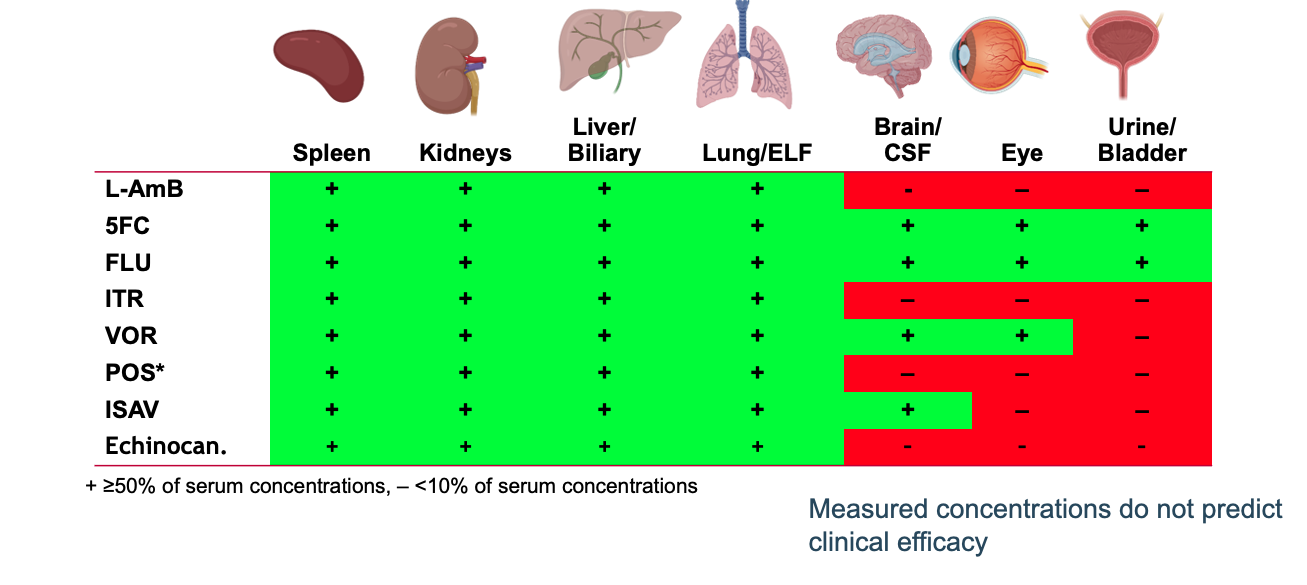 Spleen Kidneys Liver/ Biliary Lung/ELF Brain/ CSF Eye Urine/ Bladder
L-AmB + + + + - – –
5FC + + + + + + +
FLU + + + + + + +
ITR + + + + – – –
VOR + + + + + + –
POS* + + + + – – –
ISAV + + + + + – –
Echinocan. + + + + - - -
+ ≥50% of serum concentrations, – <10% of serum concentrations
Measured concentrations do not predict
clinical efficacy